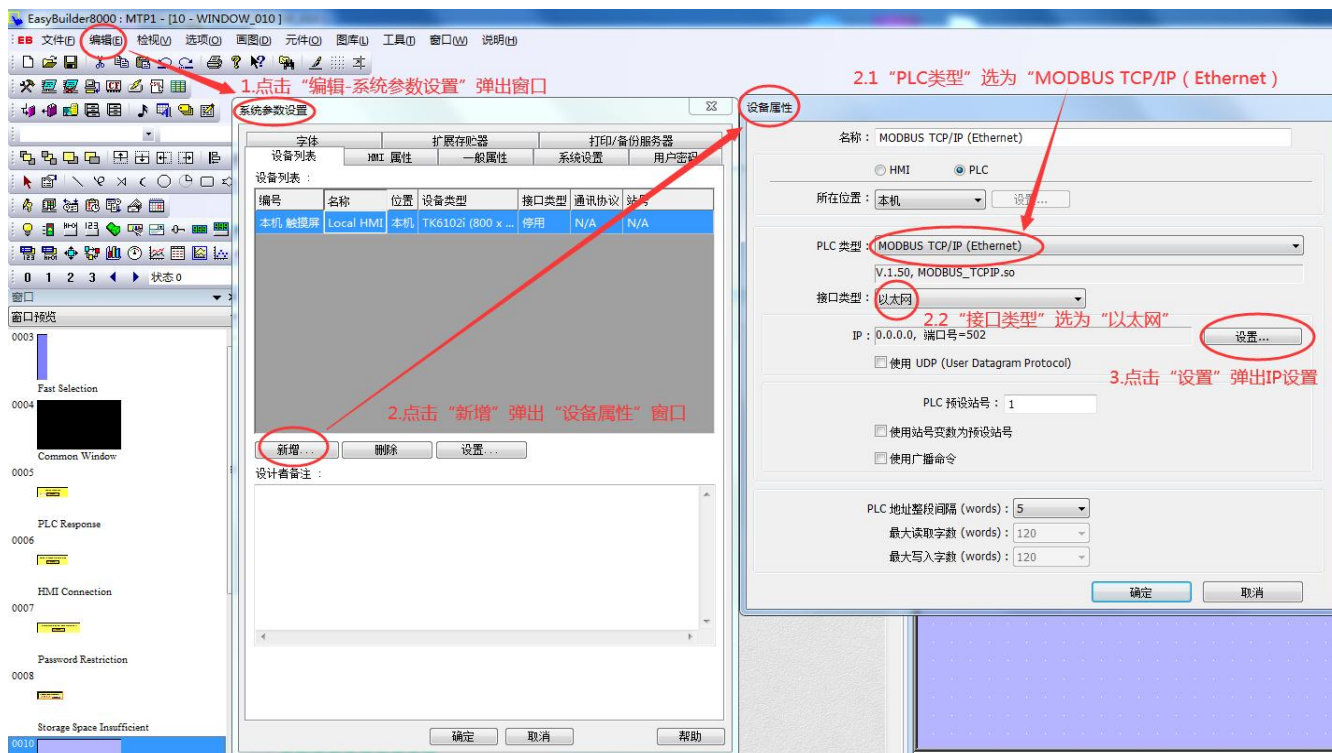 EasyBuilder8000 : MTP1 - [10 - WINDOW_010 ]
EB 文件(F) 编辑(E) 检视(V) 选项(O) 画图(D) 元件(O) 图库(L) 工具(T) 窗口(W) 说明(H)
1.点击“编辑-系统参数设置”弹出窗口
2.1“PLC类型”选为“MODBUS TCP/IP（Ethernet）
系统参数设置
字体 扩展存贮器 打印/备份服务器
设备列表 HMI 属性 一般属性 系统设置 用户密码
设备列表 :
编号 名称 位置 设备类型 接口类型 通讯协议 站号
本机 触摸屏 Local HMI 本机 TK6102i (800 x ... 停用 N/A N/A
2.点击“新增”弹出“设备属性”窗口
新增... 删除 设置...
设计者备注 :
确定 取消 帮助
0 1 2 3 状态 0
窗口
窗口预览
0003
Fast Selection
0004
Common Window
0005
PLC Response
0006
HMI Connection
0007
Password Restriction
0008
Storage Space Insufficient
0010
设备属性
名称 : MODBUS TCP/IP (Ethernet)
HMI PLC
所在位置 : 本机 设置...
PLC 类型 : MODBUS TCP/IP (Ethernet)
V.1.50, MODBUS_TCPIP.so
接口类型 : 以太网
2.2“接口类型”选为“以太网”
IP : 0.0.0.0, 端口号=502 设置...
使用 UDP (User Datagram Protocol)
3.点击“设置”弹出IP设置
PLC 预设站号 : 1
使用站号变数为预设站号
使用广播命令
PLC 地址整段间隔 (words) : 5
最大读取字数 (words) : 120
最大写入字数 (words) : 120
确定 取消